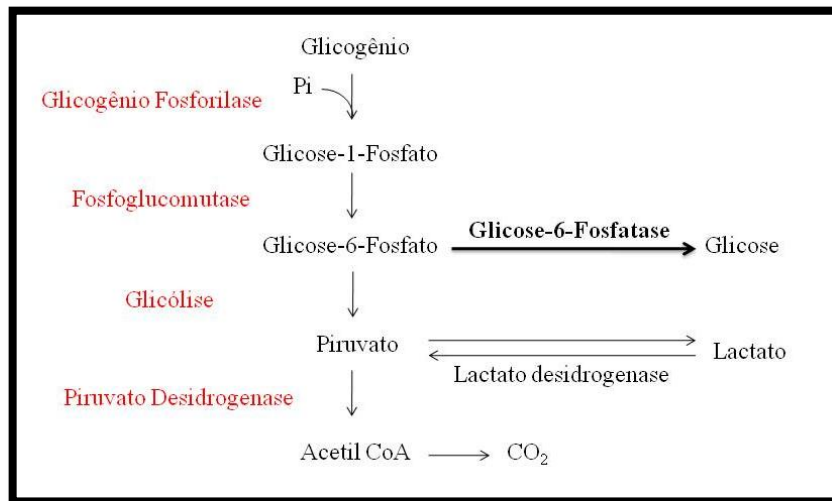 Glicogênio
Pi
Glicogênio Fosforilase
Glicose-1-Fosfato
Fosfoglucomutase
Glicose-6-Fosfatase
Glicose-6-Fosfato
Glicose
Glicólise
Piruvato
Lactato
Lactato desidrogenase
Piruvato Desidrogenase
Acetil CoA
CO₂